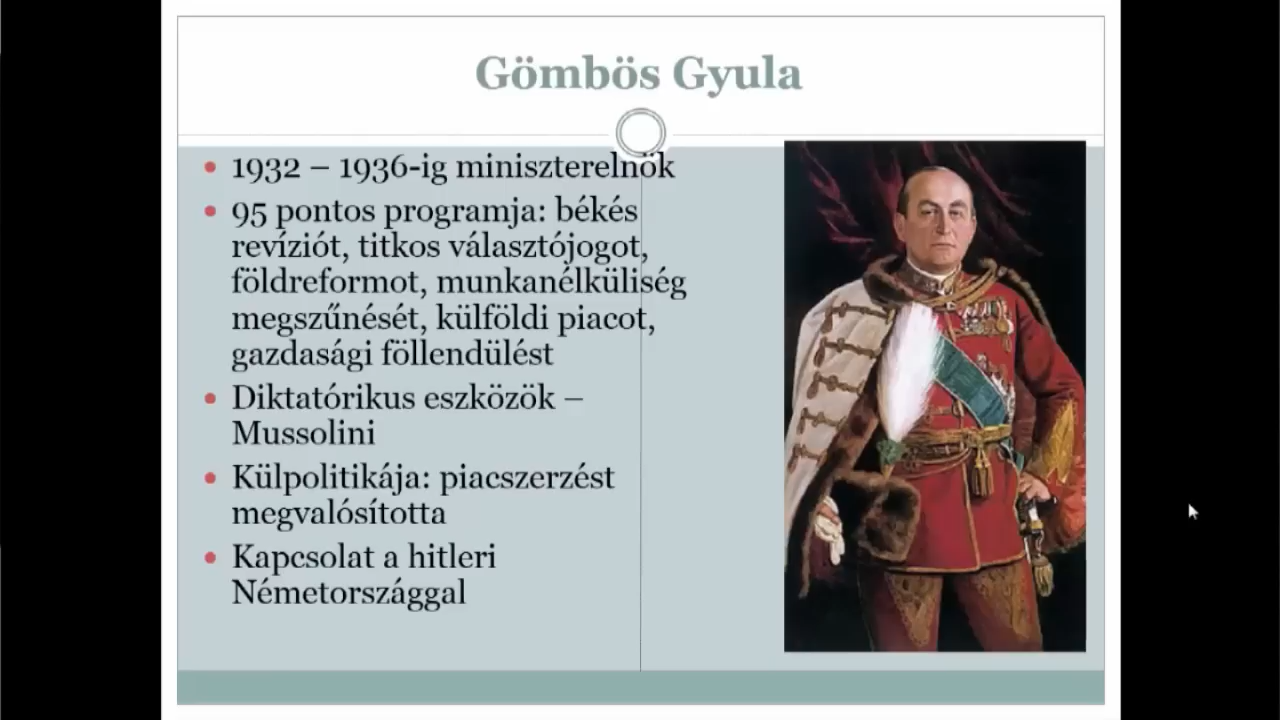 Gömbös Gyula
1932 – 1936-ig miniszterelnök
95 pontos programja: békés
revíziót, titkos választójogot,
földreformot, munkanélküliség
megszűnését, külföldi piacot,
gazdasági föllendülést
Diktatórikus eszközök –
Mussolini
Külpolitikája: piacszerzést
megvalósította
Kapcsolat a hitleri
Németországgal